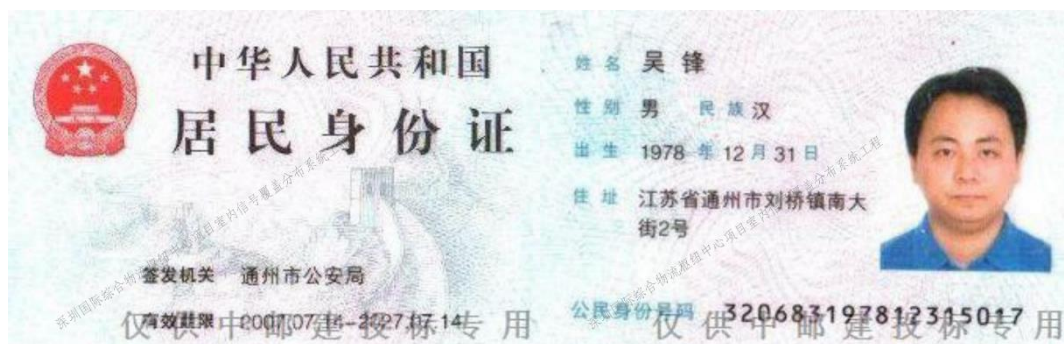 中华人民共和国
居民身份证
签发机关 通州市公安局
有效期限 2007.07.14-2027.07.14
仅供中邮建投标专用
姓名 吴锋
性别 男 民族 汉
出生 1978 年 12 月 31 日
住址 江苏省通州市刘桥镇南大
街2号
公民身份号码 320683197812315017
仅供中邮建投标专用